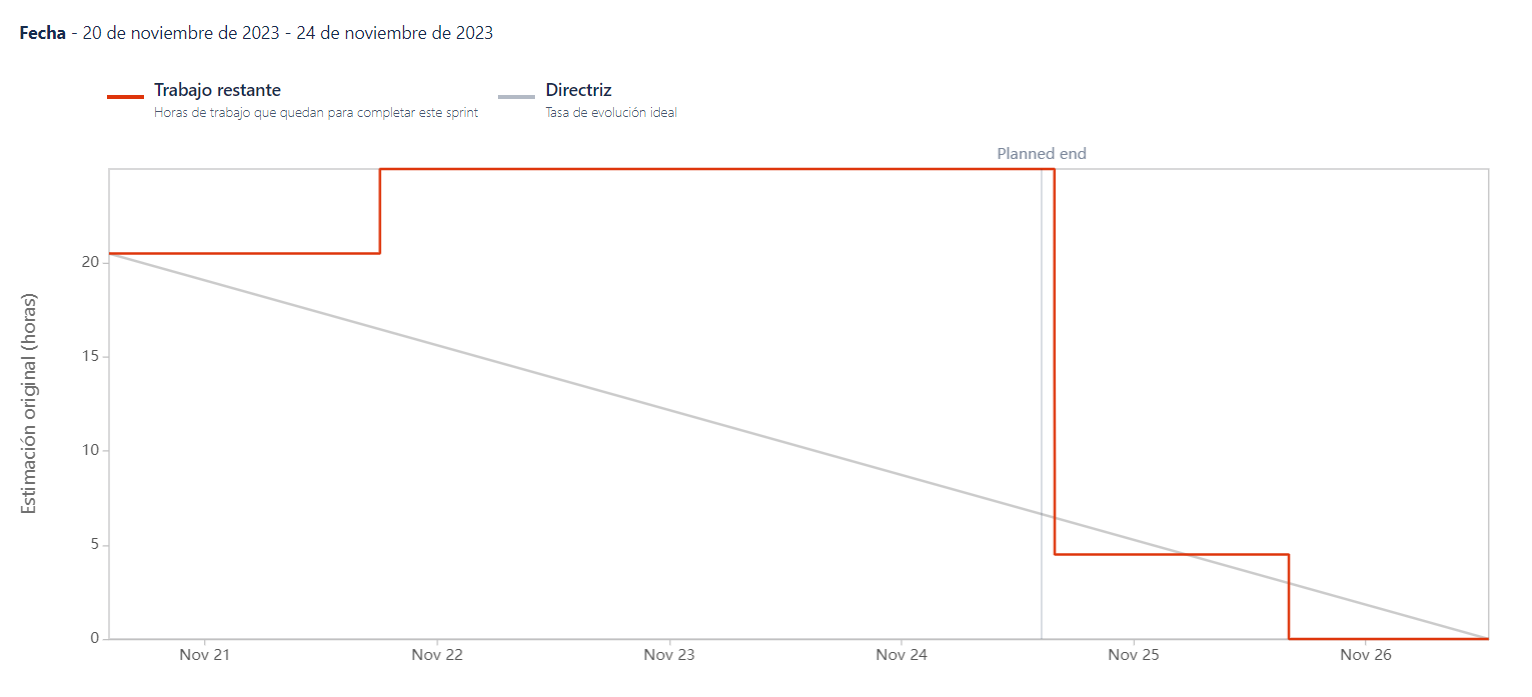 Fecha - 20 de noviembre de 2023 - 24 de noviembre de 2023
Trabajo restante
Horas de trabajo que quedan para completar este sprint
Directriz
Tasa de evolución ideal
Planned end
Estimación original (horas)
20
15
10
5
0
Nov 21
Nov 22
Nov 23
Nov 24
Nov 25
Nov 26